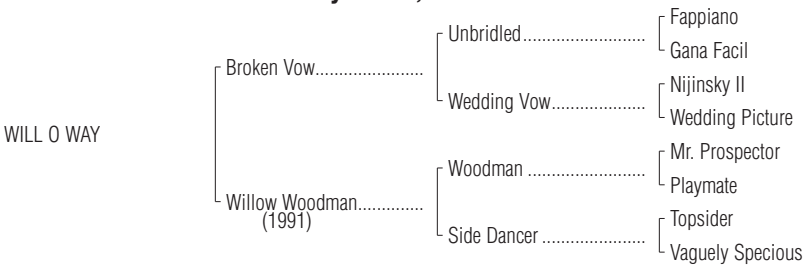 Fappiano
Unbridled..........................
Gana Facil
Broken Vow.......................
Nijinsky II
Wedding Vow....................
Wedding Picture
WILL O WAY
Mr. Prospector
Woodman .........................
Playmate
Willow Woodman..............
(1991)
Topsider
Side Dancer ......................
Vaguely Specious